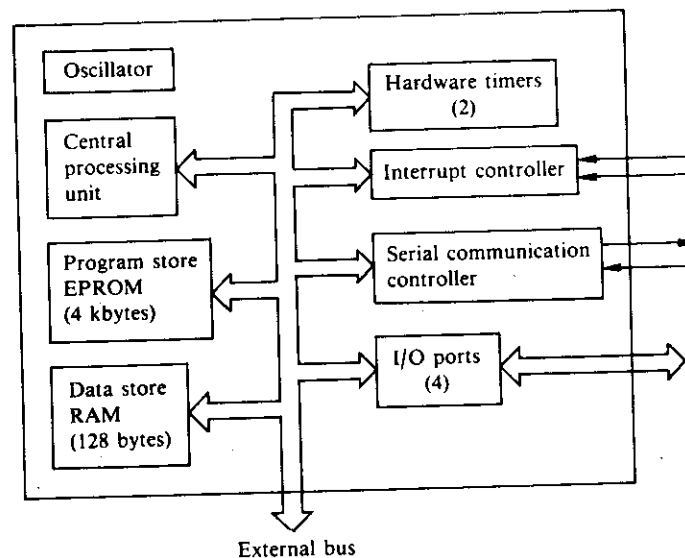 Oscillator
Central
processing
unit
Program store
EPROM
(4 kbytes)
Data store
RAM
(128 bytes)
Hardware timers
(2)
Interrupt controller
Serial communication
controller
I/O ports
(4)
External bus